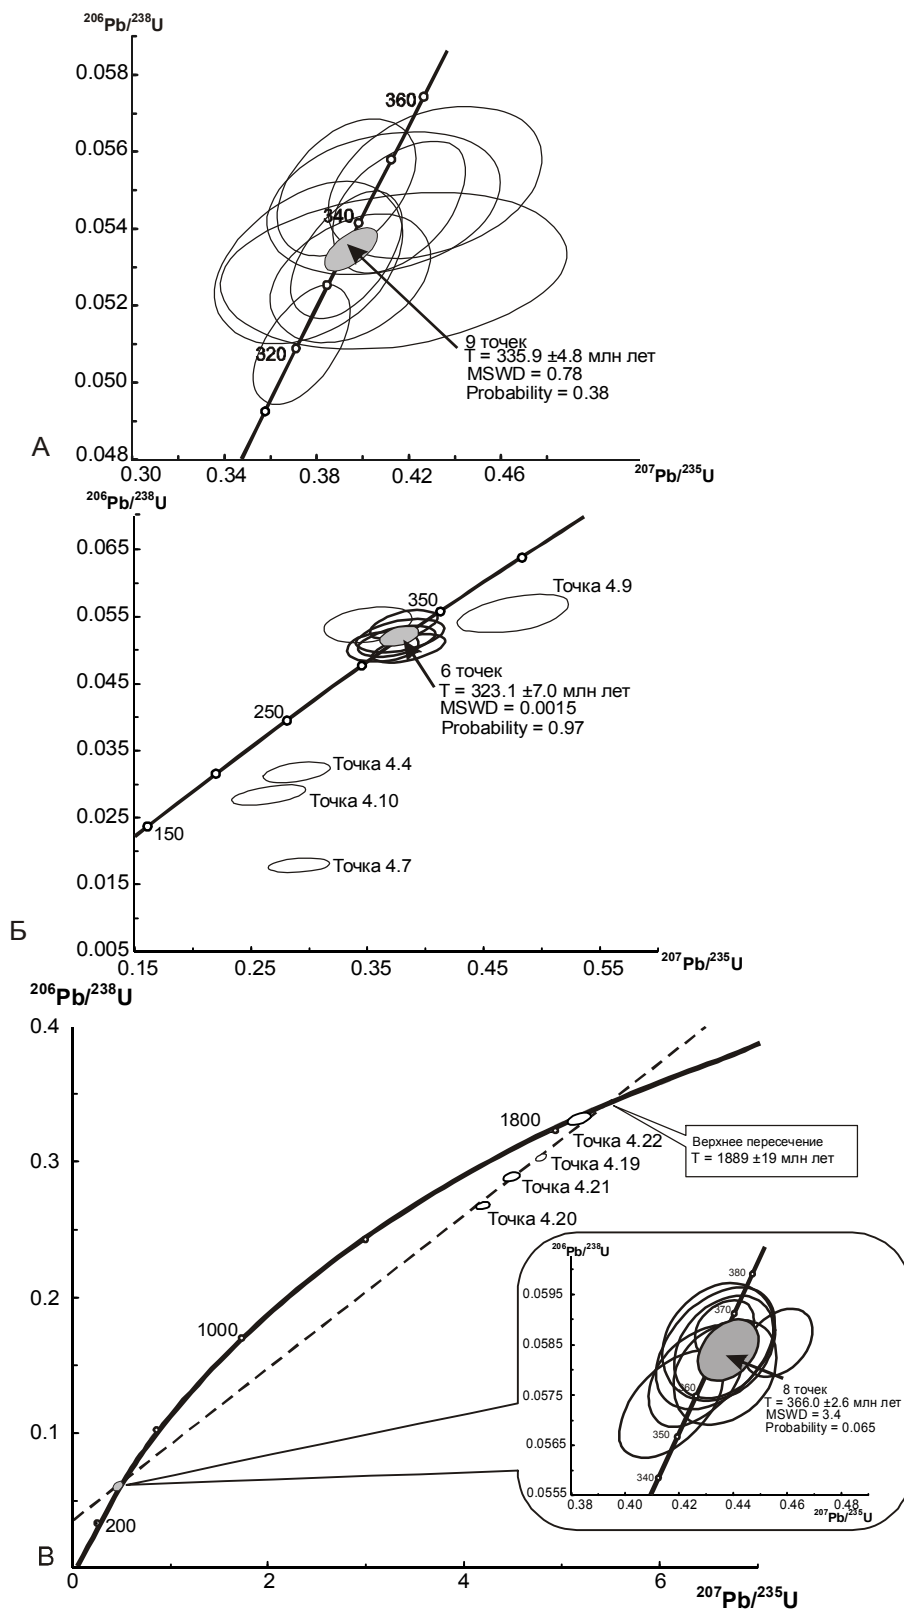 206Pb/238U
0.058
360
0.056
0.054
340
0.052
320
9 точек
T = 335.9 ±4.8 млн лет
MSWD = 0.78
Probability = 0.38
0.050
А
0.048
0.30 0.34 0.38 0.42 0.46 207Pb/235U
206Pb/238U
0.065
Точка 4.9
350
0.055
6 точек
T = 323.1 ±7.0 млн лет
MSWD = 0.0015
Probability = 0.97
0.045
250
0.035
Точка 4.4
Точка 4.10
0.025
150
Точка 4.7
0.015
Б
0.005
0.15 0.25 0.35 0.45 0.55 207Pb/235U
206Pb/238U
0.4
1800
Точка 4.22
Верхнее пересечение
T = 1889 ±19 млн лет
0.3
Точка 4.19
Точка 4.21
Точка 4.20
206Pb/238U
380
0.0595
370
0.2
1000
0.0585
360
8 точек
T = 366.0 ±2.6 млн лет
MSWD = 3.4
Probability = 0.065
0.0575
350
0.0565
0.1
340
0.0555
0.38 0.40 0.42 0.44 0.46 0.48
207Pb/235U
200
В
0 2 4 6
207Pb/235U